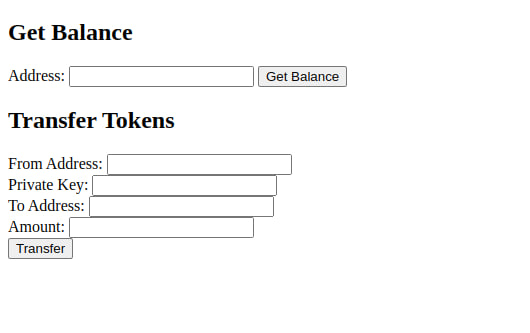 Get Balance
Address: Get Balance
Transfer Tokens
From Address:
Private Key:
To Address:
Amount:
Transfer